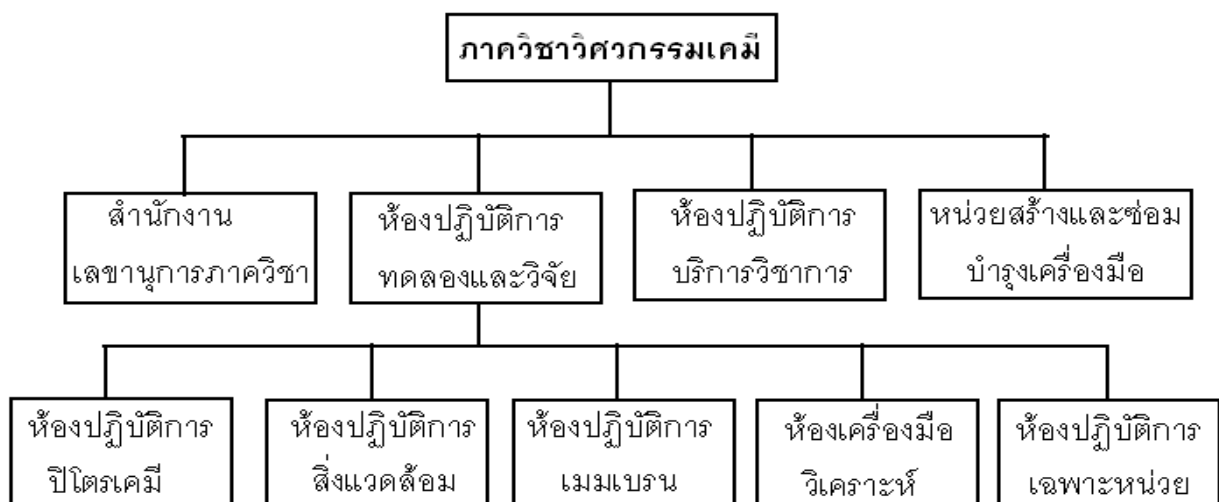 ภาควิชาวิศวกรรมเคมี
สำนักงาน
เลขานุการภาควิชา
ห้องปฏิบัติการ
ทดลองและวิจัย
ห้องปฏิบัติการ
บริการวิชาการ
หน่วยสร้างและซ่อม
บำรุงเครื่องมือ
ห้องปฏิบัติการ
ปิโตรเคมี
ห้องปฏิบัติการ
สิ่งแวดล้อม
ห้องปฏิบัติการ
เมมเบรน
ห้องเครื่องมือ
วิเคราะห์
ห้องปฏิบัติการ
เฉพาะหน่วย